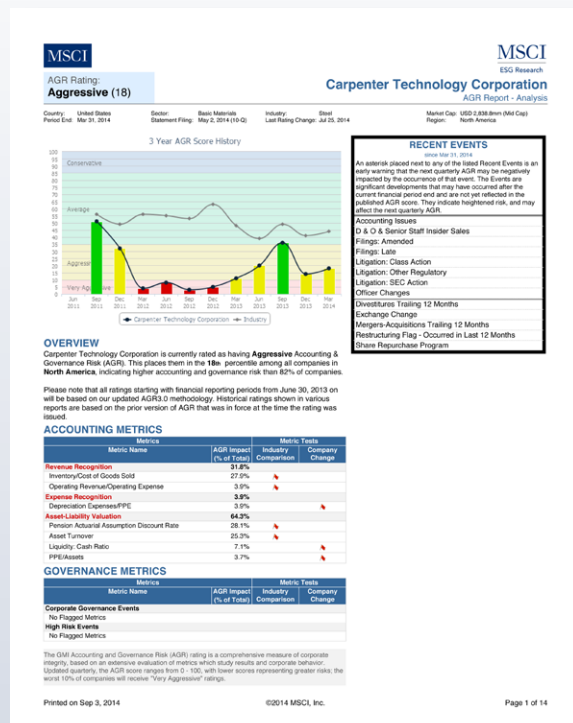 MSCI
MSCI
ESG Research
AGR Rating:
Aggressive (18)
Carpenter Technology Corporation
AGR Report - Analysis
Country: United States
Period End: Mar 31, 2014
Sector: Basic Materials
Statement Filing: May 2, 2014 (10-Q)
Industry: Steel
Last Rating Change: Jul 25, 2014
Market Cap: USD 2,838.8mm (Mid Cap)
Region: North America
3 Year AGR Score History
100
95
90
85
80
75
70
65
60
55
50
45
40
35
30
25
20
15
10
5
0
Conservative
Average
Aggressive
Very Aggressive
Jun 2011
Sep 2011
Dec 2011
Mar 2012
Jun 2012
Sep 2012
Dec 2012
Mar 2013
Jun 2013
Sep 2013
Dec 2013
Mar 2014
Carpenter Technology Corporation
Industry
RECENT EVENTS
since Mar 31, 2014
An asterisk placed next to any of the listed Recent Events is an
early warning that the next quarterly AGR may be negatively
impacted by the occurrence of that event. The Events are
significant developments that may have occurred after the
current financial period end and are not yet reflected in the
published AGR score. They indicate heightened risk, and may
affect the next quarterly AGR.
Accounting Issues
D & O & Senior Staff Insider Sales
Filings: Amended
Filings: Late
Litigation: Class Action
Litigation: Other Regulatory
Litigation: SEC Action
Officer Changes
Divestitures Trailing 12 Months
Exchange Change
Mergers-Acquisitions Trailing 12 Months
Restructuring Flag - Occurred in Last 12 Months
Share Repurchase Program
OVERVIEW
Carpenter Technology Corporation is currently rated as having Aggressive Accounting &
Governance Risk (AGR). This places them in the 18th percentile among all companies in
North America, indicating higher accounting and governance risk than 82% of companies.
Please note that all ratings starting with financial reporting periods from June 30, 2013 on
will be based on our updated AGR3.0 methodology. Historical ratings shown in various
reports are based on the prior version of AGR that was in force at the time the rating was
issued.
ACCOUNTING METRICS
Metrics Metric Tests
Metric Name AGR Impact (% of Total) Industry Comparison Company Change
Revenue Recognition 31.8%
Inventory/Cost of Goods Sold 27.9%
Operating Revenue/Operating Expense 3.9%
Expense Recognition 3.9%
Depreciation Expenses/PPE 3.9%
Asset-Liability Valuation 64.3%
Pension Actuarial Assumption Discount Rate 28.1%
Asset Turnover 25.3%
Liquidity: Cash Ratio 7.1%
PPE/Assets 3.7%
GOVERNANCE METRICS
Metrics Metric Tests
Metric Name AGR Impact (% of Total) Industry Comparison Company Change
Corporate Governance Events
No Flagged Metrics
High Risk Events
No Flagged Metrics
The GMI Accounting and Governance Risk (AGR) rating is a comprehensive measure of corporate
integrity, based on an extensive evaluation of metrics which study results and corporate behavior.
Updated quarterly, the AGR score ranges from 0 - 100, with lower scores representing greater risks; the
worst 10% of companies will receive "Very Aggressive" ratings.
Printed on Sep 3, 2014
©2014 MSCI, Inc.
Page 1 of 14